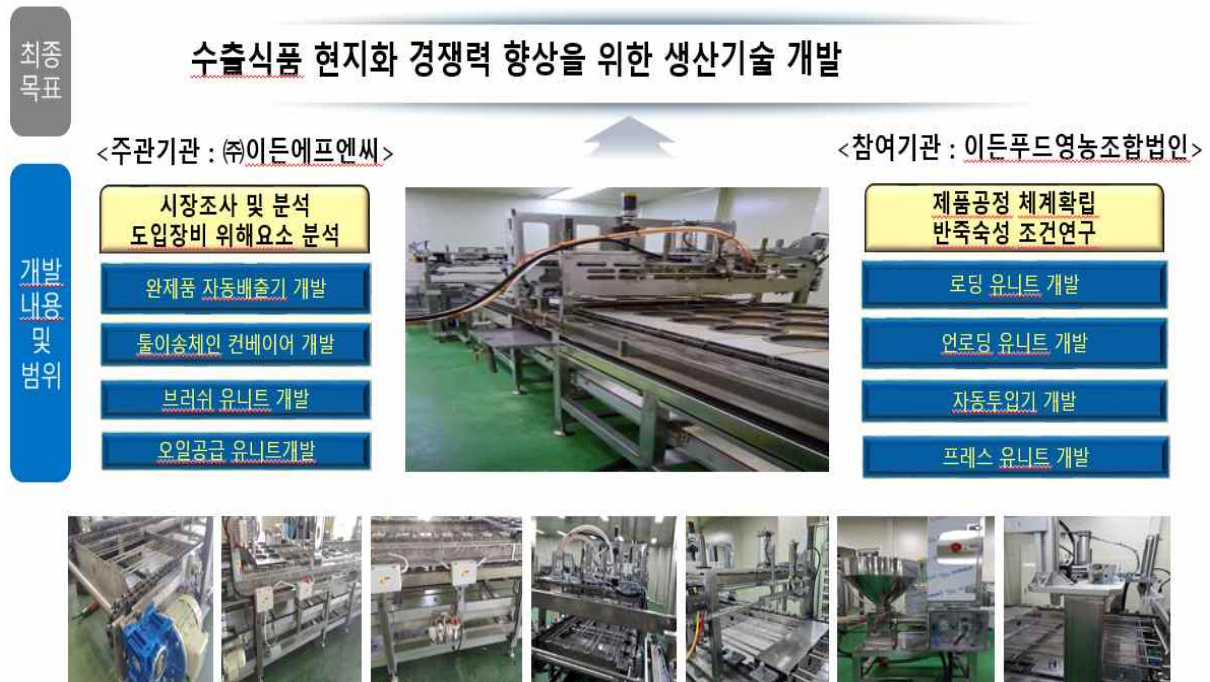 최종
목표
수출식품 현지화 경쟁력 향상을 위한 생산기술 개발
<주관기관 : ㈜이든에프엔씨>
<참여기관 : 이든푸드영농조합법인>
개발
내용
및
범위
시장조사 및 분석
도입장비 위해요소 분석
완제품 자동배출기 개발
툴이송체인 컨베이어 개발
브러쉬 유니트 개발
오일공급 유니트개발
제품공정 체계확립
반죽숙성 조건연구
로딩 유니트 개발
언로딩 유니트 개발
자동투입기 개발
프레스 유니트 개발